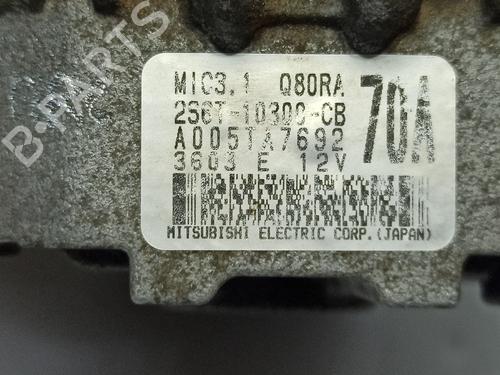 B-PARTS
MIC3.1 Q80RA
2S6T-10300-CB 70A
A005TA7692
3603 E 12V
MITSUBISHI ELECTRIC CORP.(JAPAN)